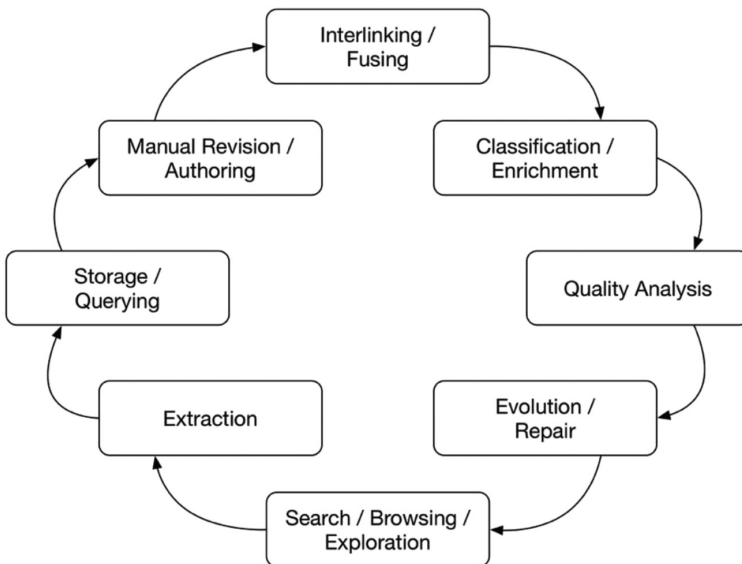 Interlinking /
Fusing
Manual Revision /
Authoring
Classification /
Enrichment
Storage /
Querying
Quality Analysis
Extraction
Evolution /
Repair
Search / Browsing /
Exploration